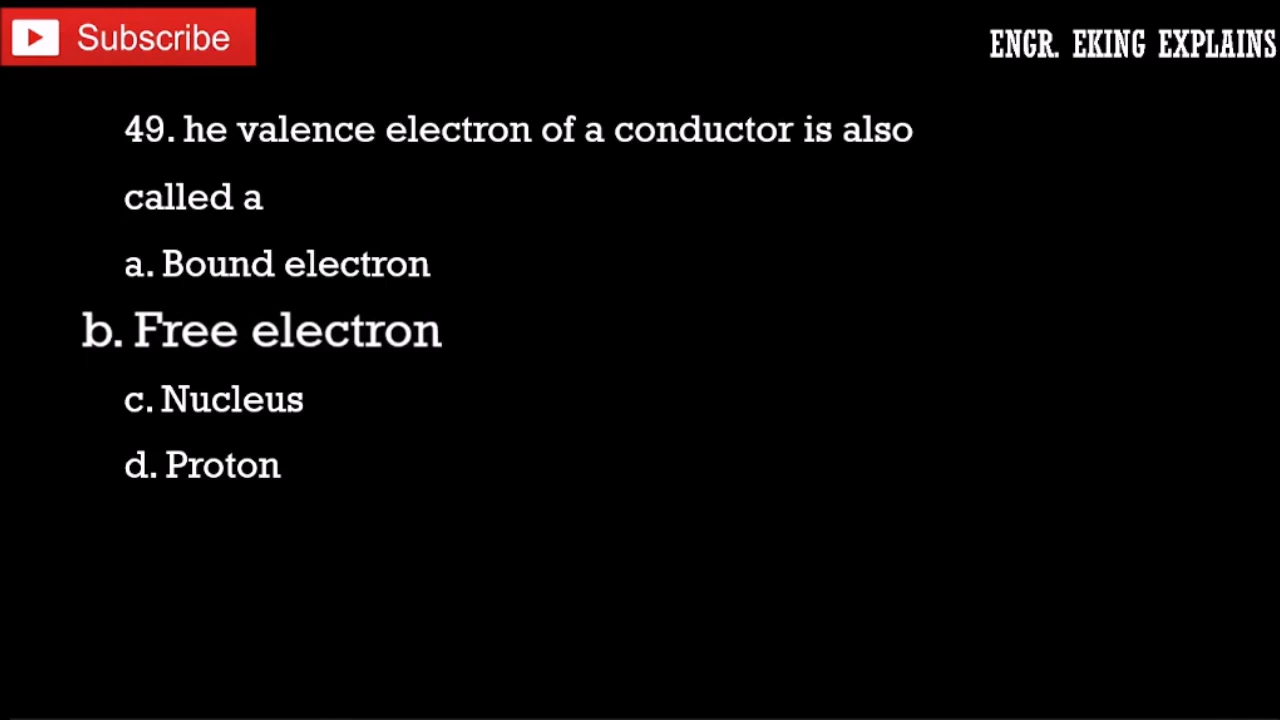 Subscribe
ENGR. EKING EXPLAINS
49. he valence electron of a conductor is also
called a
a. Bound electron
b. Free electron
c. Nucleus
d. Proton